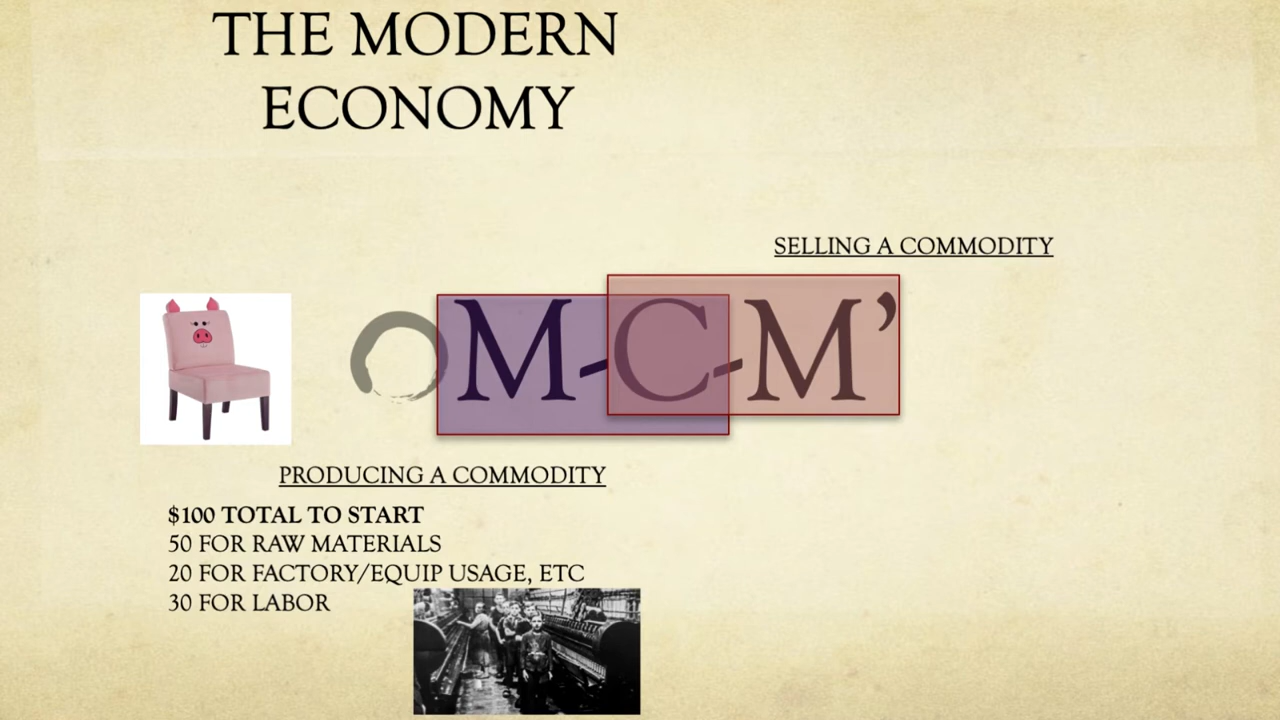 THE MODERN
ECONOMY
SELLING A COMMODITY
M-C-M’
PRODUCING A COMMODITY
$100 TOTAL TO START
50 FOR RAW MATERIALS
20 FOR FACTORY/EQUIP USAGE, ETC
30 FOR LABOR